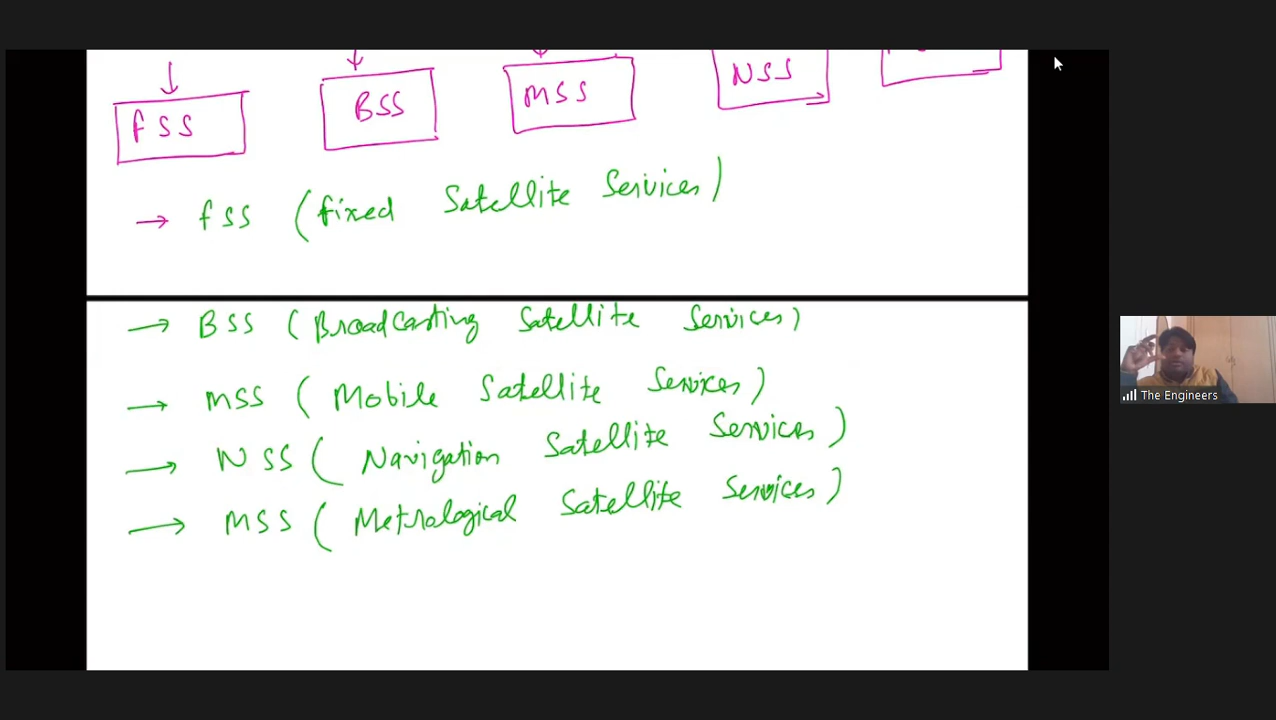 FSS
BSS
MSS
NSS
→ FSS (fixed Satellite Services)
→ BSS (Broadcasting Satellite Services)
→ MSS (Mobile Satellite Services)
→ NSS (Navigation Satellite Services)
→ MSS (Metrological Satellite Services)
The Engineers